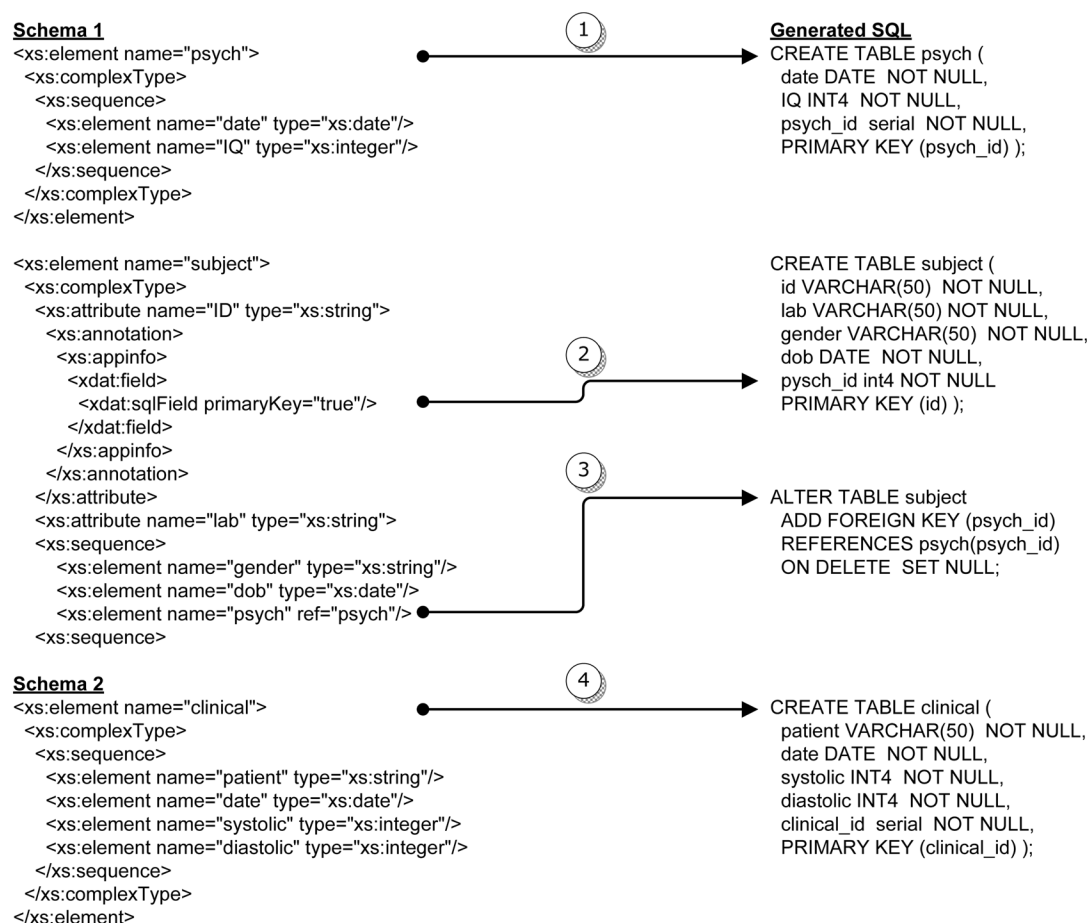 Schema 1
<xs:element name="psych">
<xs:complexType>
<xs:sequence>
<xs:element name="date" type="xs:date"/>
<xs:element name="IQ" type="xs:integer"/>
</xs:sequence>
</xs:complexType>
</xs:element>
<xs:element name="subject">
<xs:complexType>
<xs:attribute name="ID" type="xs:string">
<xs:annotation>
<xs:appinfo>
<xdat:field>
<xdat:sqlField primaryKey="true"/>
</xdat:field>
</xs:appinfo>
</xs:annotation>
</xs:attribute>
<xs:attribute name="lab" type="xs:string">
<xs:sequence>
<xs:element name="gender" type="xs:string"/>
<xs:element name="dob" type="xs:date"/>
<xs:element name="psych" ref="psych"/>
<xs:sequence>
Schema 2
<xs:element name="clinical">
<xs:complexType>
<xs:sequence>
<xs:element name="patient" type="xs:string"/>
<xs:element name="date" type="xs:date"/>
<xs:element name="systolic" type="xs:integer"/>
<xs:element name="diastolic" type="xs:integer"/>
</xs:sequence>
</xs:complexType>
</xs:element>
1
2
3
4
Generated SQL
CREATE TABLE psych (
date DATE NOT NULL,
IQ INT4 NOT NULL,
psych_id serial NOT NULL,
PRIMARY KEY (psych_id) );
CREATE TABLE subject (
id VARCHAR(50) NOT NULL,
lab VARCHAR(50) NOT NULL,
gender VARCHAR(50) NOT NULL,
dob DATE NOT NULL,
pysch_id int4 NOT NULL
PRIMARY KEY (id) );
ALTER TABLE subject
ADD FOREIGN KEY (psych_id)
REFERENCES psych(psych_id)
ON DELETE SET NULL;
CREATE TABLE clinical (
patient VARCHAR(50) NOT NULL,
date DATE NOT NULL,
systolic INT4 NOT NULL,
diastolic INT4 NOT NULL,
clinical_id serial NOT NULL,
PRIMARY KEY (clinical_id) );